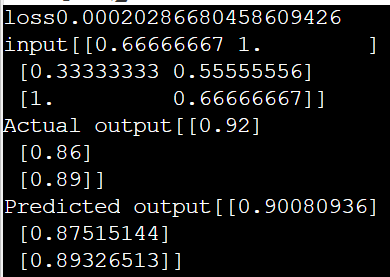 loss0.00020286680458609426
input[[0.66666667 1.        ]
 [0.33333333 0.55555556]
 [1.         0.66666667]]
Actual output[[0.92]
 [0.86]
 [0.89]]
Predicted output[[0.90080936]
 [0.87515144]
 [0.89326513]]